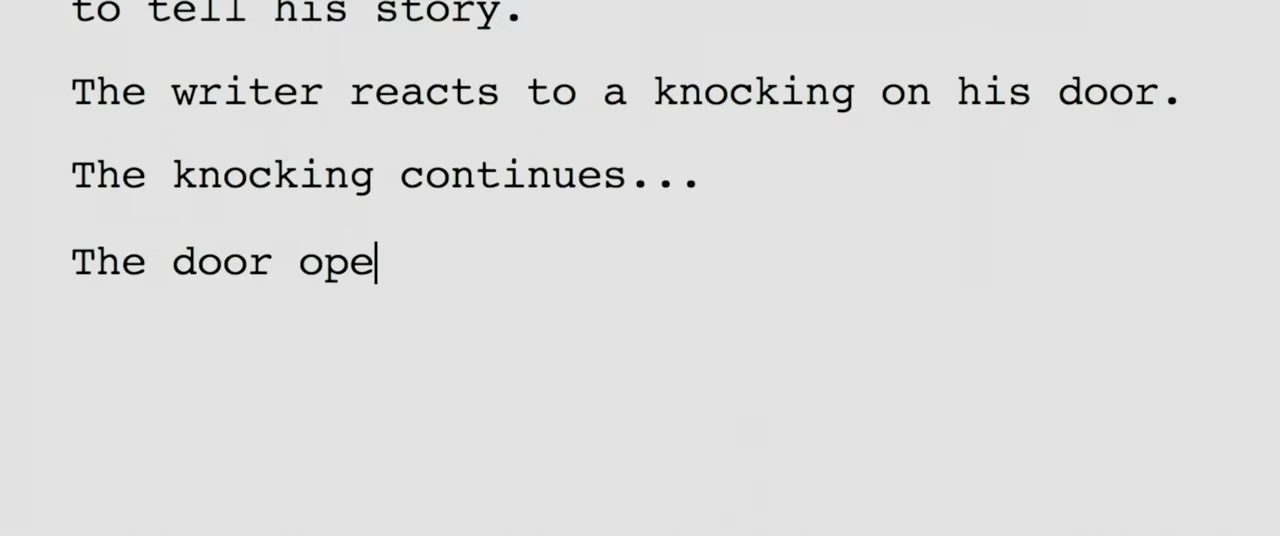 to tell his story.
The writer reacts to a knocking on his door.
The knocking continues...
The door ope